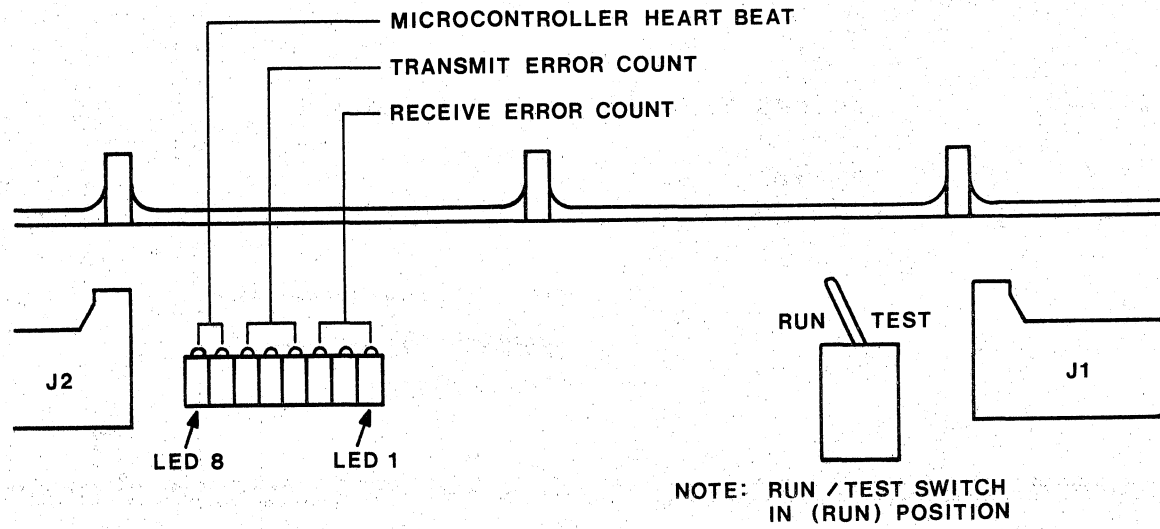 MICROCONTROLLER HEART BEAT
TRANSMIT ERROR COUNT
RECEIVE ERROR COUNT
RUN
TEST
J2
J1
LED 8
LED 1
NOTE: RUN / TEST SWITCH
IN (RUN) POSITION